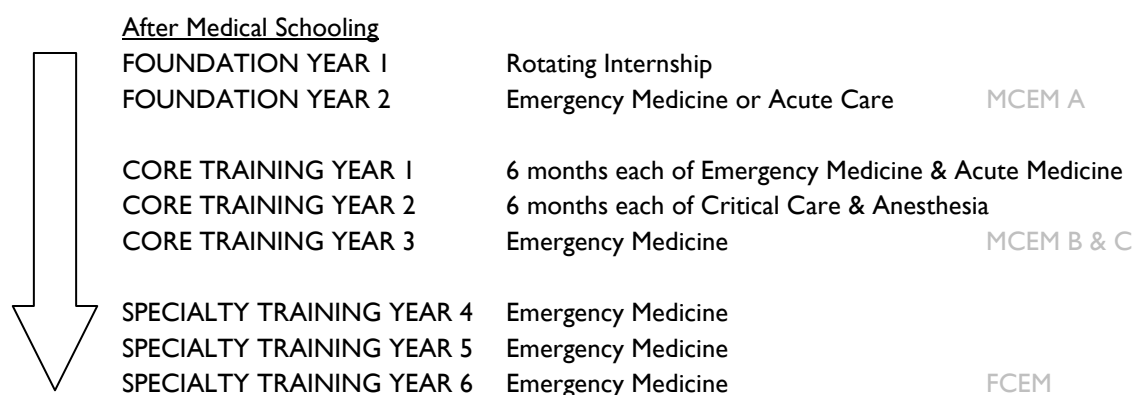 After Medical Schooling
FOUNDATION YEAR 1 Rotating Internship
FOUNDATION YEAR 2 Emergency Medicine or Acute Care MCEM A
CORE TRAINING YEAR 1 6 months each of Emergency Medicine & Acute Medicine
CORE TRAINING YEAR 2 6 months each of Critical Care & Anesthesia
CORE TRAINING YEAR 3 Emergency Medicine MCEM B & C
SPECIALTY TRAINING YEAR 4 Emergency Medicine
SPECIALTY TRAINING YEAR 5 Emergency Medicine
SPECIALTY TRAINING YEAR 6 Emergency Medicine FCEM